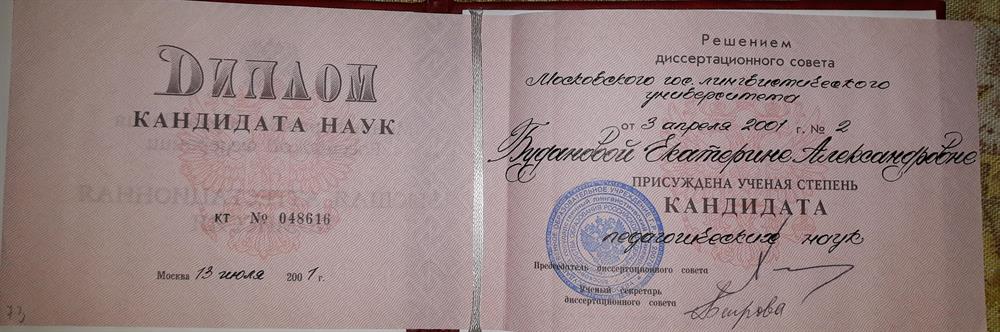 Диплом
КАНДИДАТА НАУК
КТ № 048616
Москва 13 июля 2001 г.
73
Решением
диссертационного совета
Московского гос. лингвистического
университета
от 3 апреля 2001 г. № 2
Будановой Екатерине Александровне
ПРИСУЖДЕНА УЧЕНАЯ СТЕПЕНЬ
КАНДИДАТА
педагогических наук
Председатель диссертационного совета
Ученый секретарь
диссертационного совета